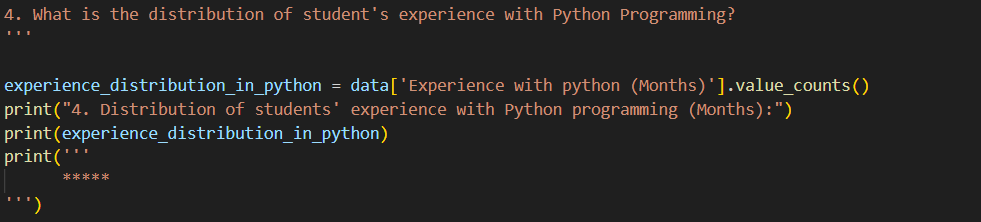 4. What is the distribution of student's experience with Python Programming?
'''
experience_distribution_in_python = data['Experience with python (Months)'].value_counts()
print("4. Distribution of students' experience with Python programming (Months):")
print(experience_distribution_in_python)
print('''
*****
''')